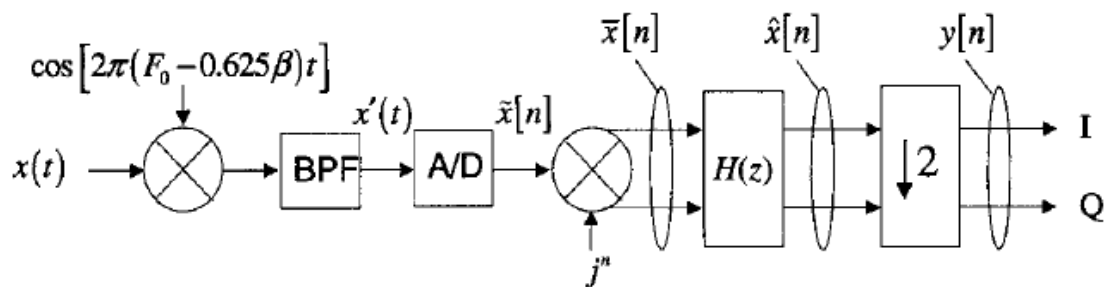 cos[2π(F₀−0.625β)t]
x(t)
BPF
x′(t)
A/D
x̃[n]
jⁿ
x̅[n]
H(z)
x̂[n]
↓2
y[n]
I
Q